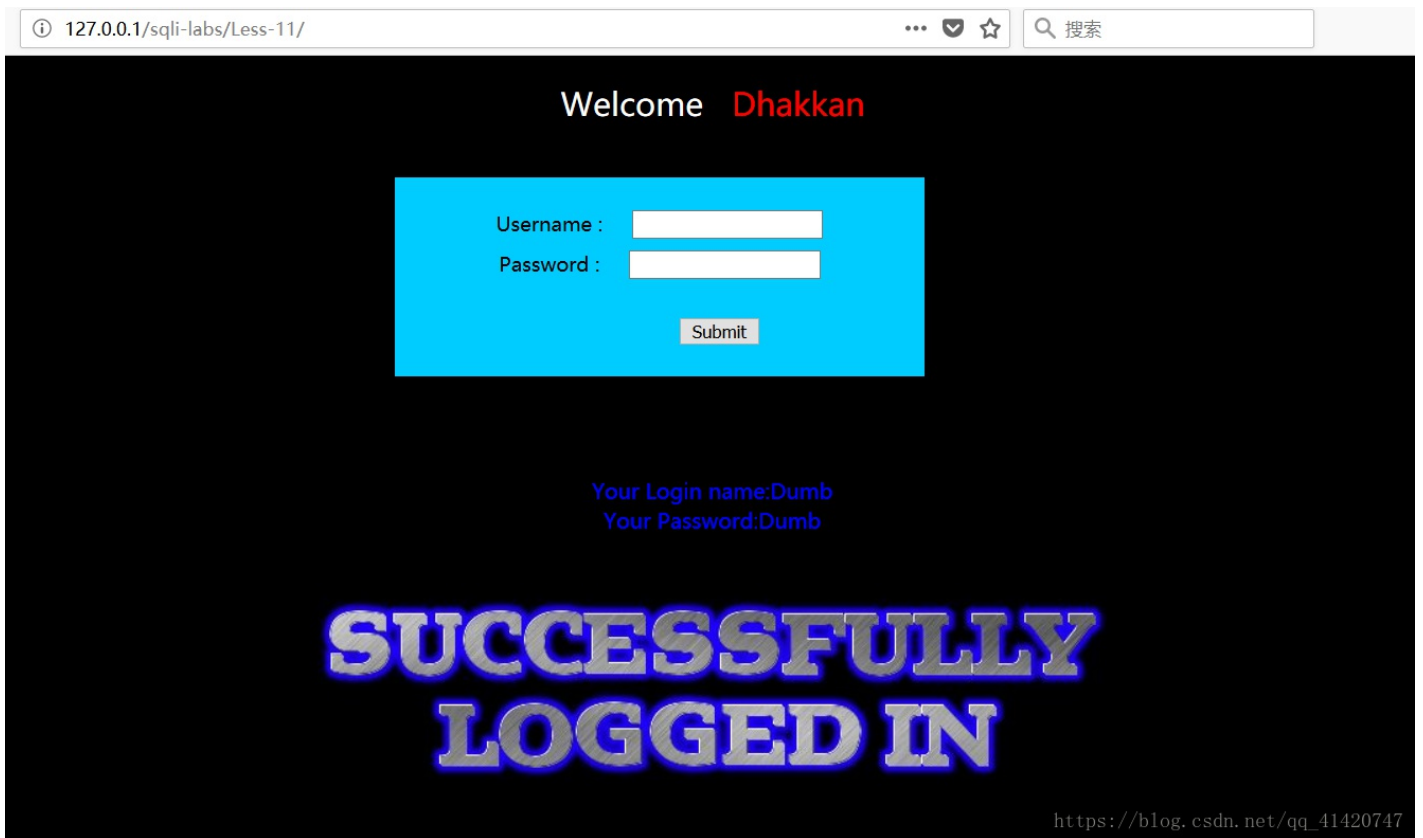 127.0.0.1/sqli-labs/Less-11/ 搜索
Welcome Dhakkan
Username :
Password :
Submit
Your Login name:Dumb
Your Password:Dumb
SUCCESSFULLY
LOGGED IN
https://blog.csdn.net/qq_41420747